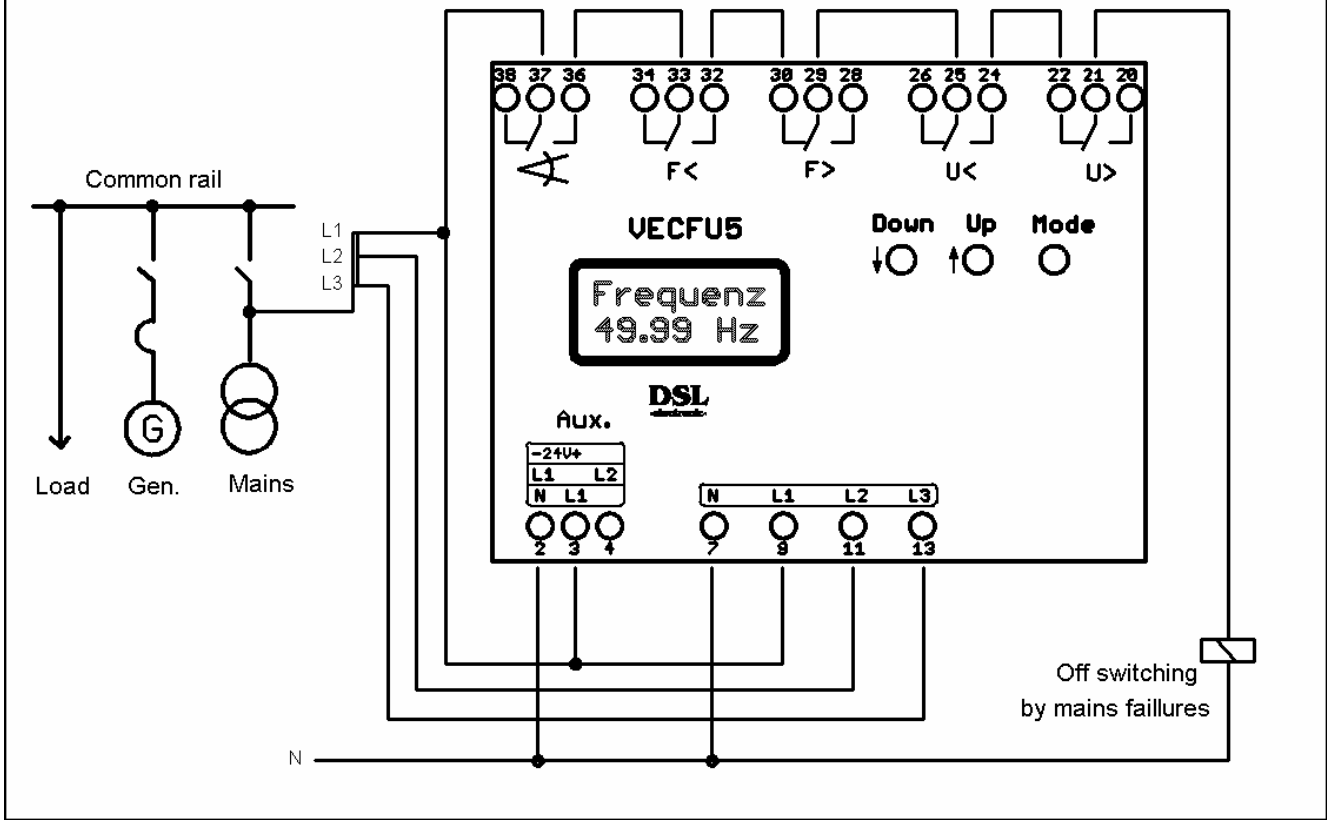 38 37 36 34 33 32 30 29 28 26 25 24 22 21 20
F< F> U< U>
Common rail
VECFU5
Down Up Mode
L1
L2
L3
Frequenz
49.99 Hz
DSL
electronic
Aux.
-24V+
L1 L2
N L1
N L1 L2 L3
G
Load Gen. Mains
2 3 4 7 9 11 13
Off switching
by mains faillures
N